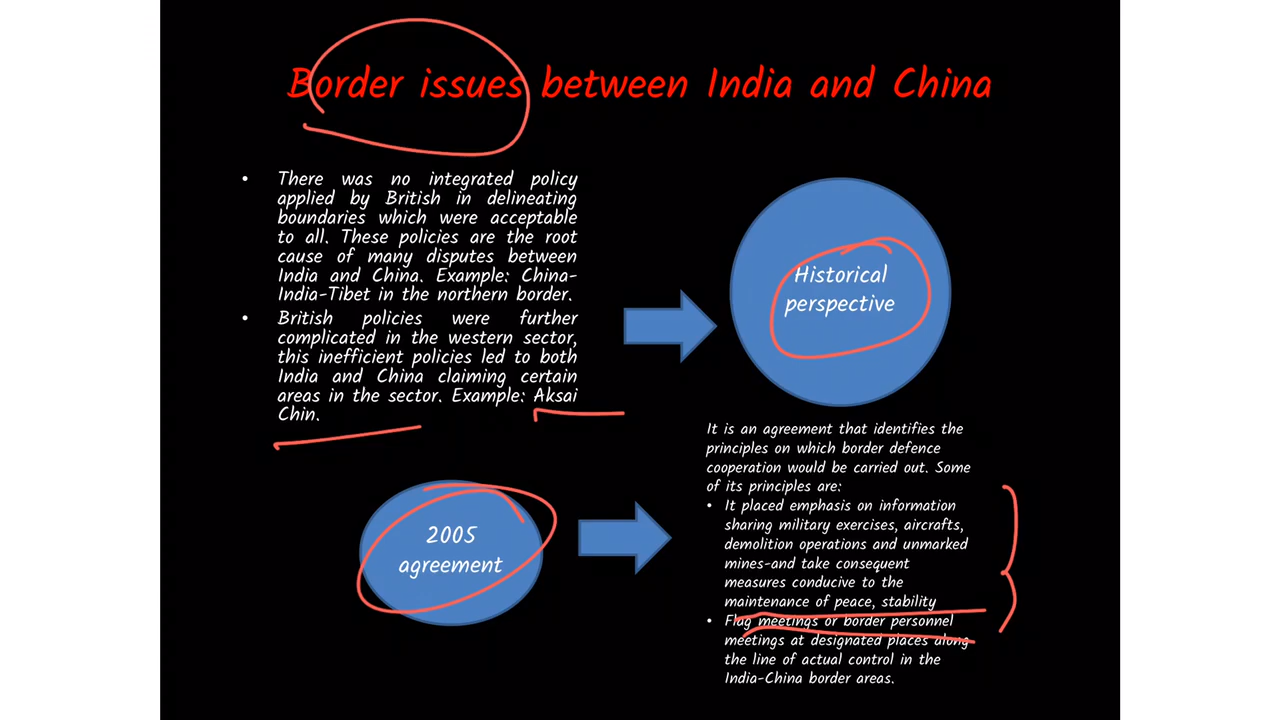 Border issues between India and China
• There was no integrated policy
applied by British in delineating
boundaries which were acceptable
to all. These policies are the root
cause of many disputes between
India and China. Example: China-
India-Tibet in the northern border.
• British policies were further
complicated in the western sector,
this inefficient policies led to both
India and China claiming certain
areas in the sector. Example: Aksai
Chin.
Historical
perspective
2005
agreement
It is an agreement that identifies the
principles on which border defence
cooperation would be carried out. Some
of its principles are:
• It placed emphasis on information
sharing military exercises, aircrafts,
demolition operations and unmarked
mines-and take consequent
measures conducive to the
maintenance of peace, stability
• Flag meetings or border personnel
meetings at designated places along
the line of actual control in the
India-China border areas.